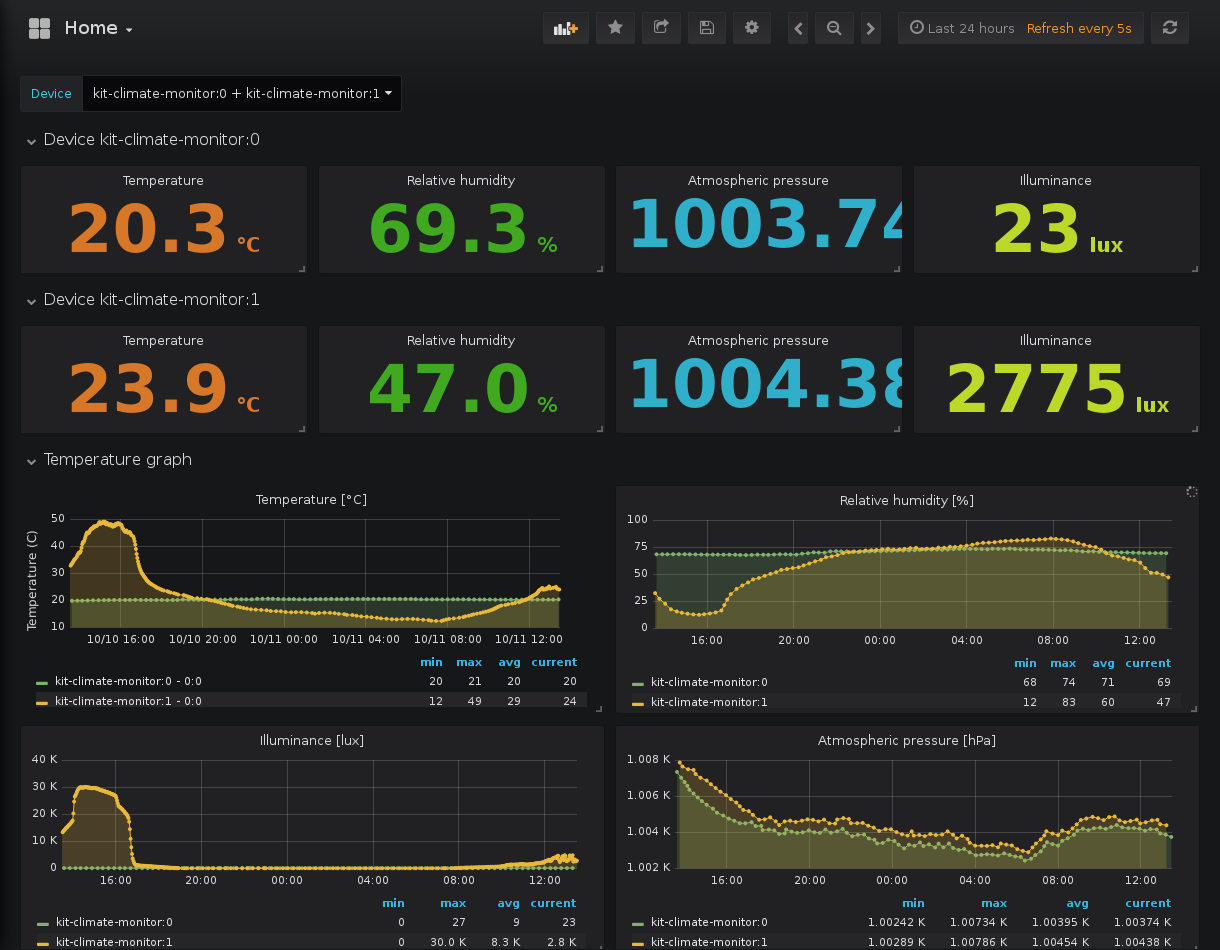 Home
Last 24 hours Refresh every 5s
Device kit-climate-monitor:0 + kit-climate-monitor:1
Device kit-climate-monitor:0
Temperature Relative humidity Atmospheric pressure Illuminance
20.3 °C 69.3 % 1003.74 23 lux
Device kit-climate-monitor:1
Temperature Relative humidity Atmospheric pressure Illuminance
23.9 °C 47.0 % 1004.38 2775 lux
Temperature graph
Temperature [°C]
Temperature (C)
50
40
30
20
10
10/10 16:00 10/10 20:00 10/11 00:00 10/11 04:00 10/11 08:00 10/11 12:00
min max avg current
kit-climate-monitor:0 - 0:0 20 21 20 20
kit-climate-monitor:1 - 0:0 12 49 29 24
Relative humidity [%]
100
75
50
25
0
16:00 20:00 00:00 04:00 08:00 12:00
min max avg current
kit-climate-monitor:0 68 74 71 69
kit-climate-monitor:1 12 83 60 47
Illuminance [lux]
40 K
30 K
20 K
10 K
0
16:00 20:00 00:00 04:00 08:00 12:00
min max avg current
kit-climate-monitor:0 0 27 9 23
kit-climate-monitor:1 0 30.0 K 8.3 K 2.8 K
Atmospheric pressure [hPa]
1.008 K
1.006 K
1.004 K
1.002 K
16:00 20:00 00:00 04:00 08:00 12:00
min max avg current
kit-climate-monitor:0 1.00242 K 1.00734 K 1.00395 K 1.00374 K
kit-climate-monitor:1 1.00289 K 1.00786 K 1.00454 K 1.00438 K